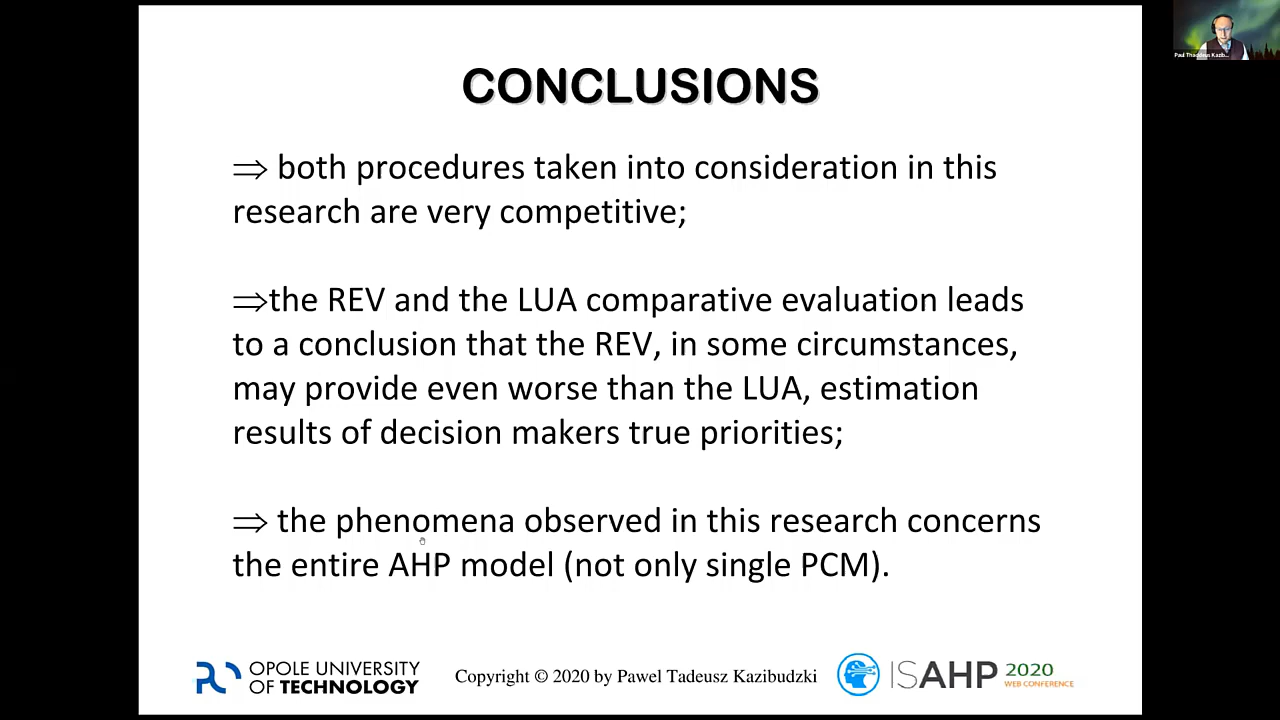 CONCLUSIONS
⇒ both procedures taken into consideration in this
research are very competitive;
⇒the REV and the LUA comparative evaluation leads
to a conclusion that the REV, in some circumstances,
may provide even worse than the LUA, estimation
results of decision makers true priorities;
⇒ the phenomena observed in this research concerns
the entire AHP model (not only single PCM).
OPOLE UNIVERSITY
OF TECHNOLOGY
Copyright © 2020 by Pawel Tadeusz Kazibudzki
ISAHP 2020
WEB CONFERENCE
Paul Thaddeus Kazib...